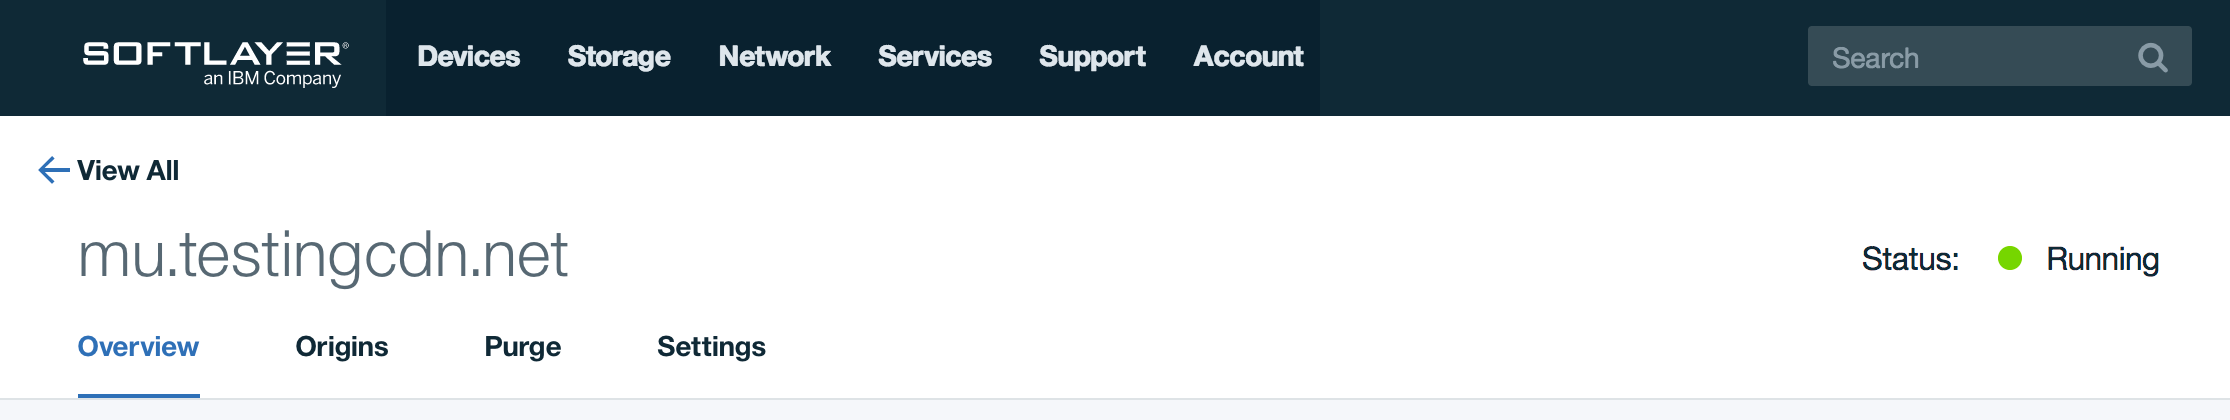 SOFTLAYER®
an IBM Company
Devices Storage Network Services Support Account
Search
View All
mu.testingcdn.net
Status: Running
Overview Origins Purge Settings